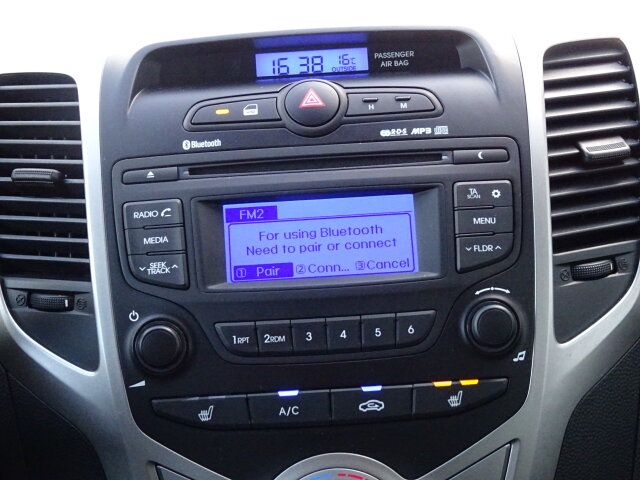 16:38 16°C
OUTSIDE
PASSENGER
AIR BAG
H M
Bluetooth
RDS MP3
RADIO
MEDIA
SEEK
TRACK
FM2
For using Bluetooth
Need to pair or connect
① Pair ② Conn... ③ Cancel
TA
SCAN
MENU
FLDR
1 RPT 2 RDM 3 4 5 6
A/C